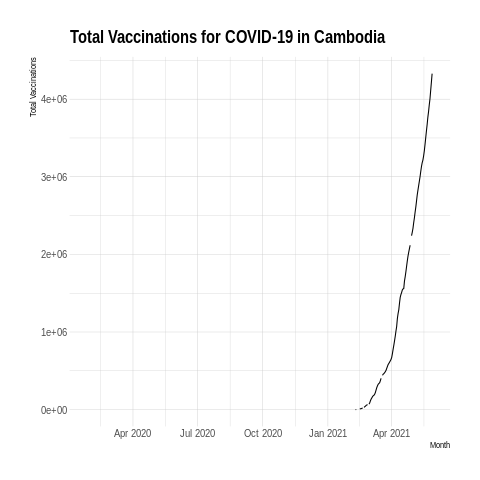 Total Vaccinations for COVID-19 in Cambodia
Total Vaccinations
4e+06
3e+06
2e+06
1e+06
0e+00
Apr 2020 Jul 2020 Oct 2020 Jan 2021 Apr 2021
Month